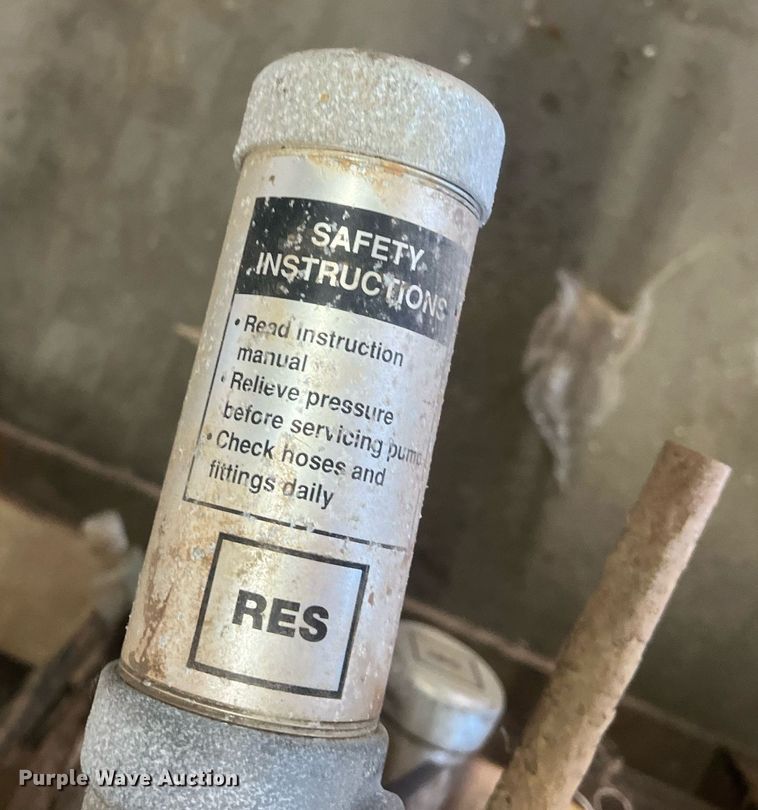 SAFETY
INSTRUCTIONS
• Read instruction
manual
• Relieve pressure
before servicing pump
• Check hoses and
fittings daily
RES
Purple Wave Auction